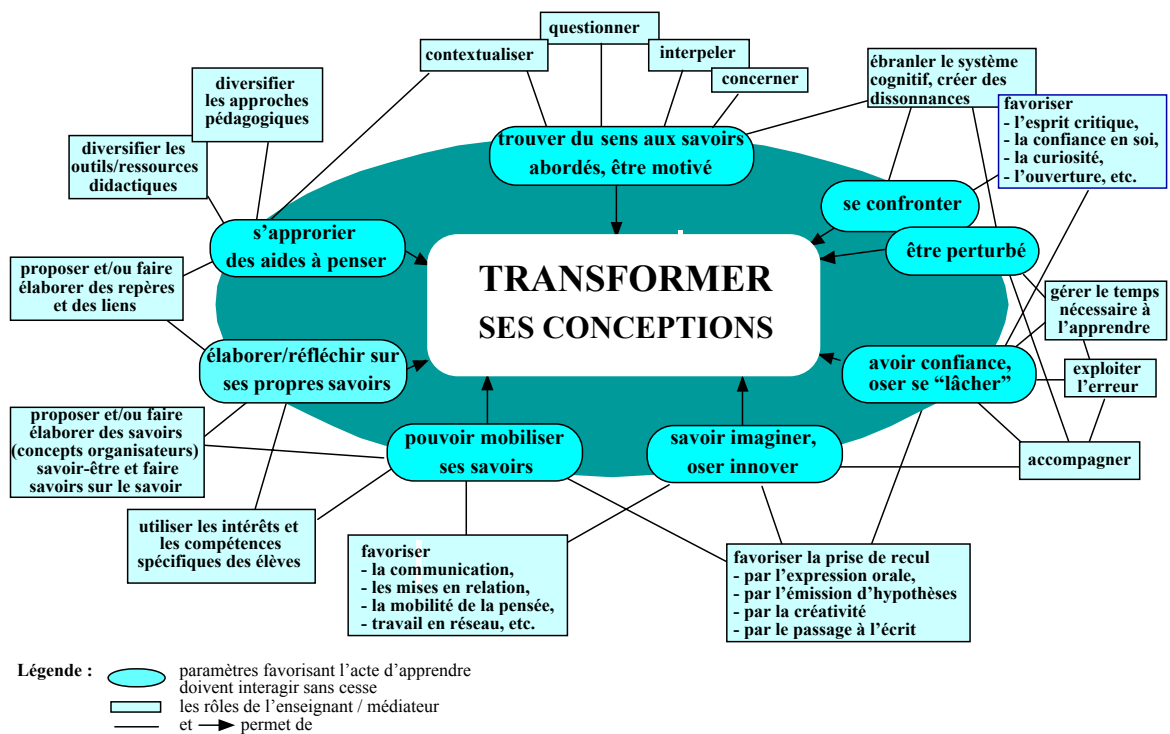 questionner
contextualiser
interpeler
concerner
ébranler le système
cognitif, créer des
dissonnances
favoriser
- l'esprit critique,
- la confiance en soi,
- la curiosité,
- l'ouverture, etc.
diversifier
les approches
pédagogiques
diversifier les
outils/ressources
didactiques
trouver du sens aux savoirs
abordés, être motivé
se confronter
être perturbé
s'approrier
des aides à penser
proposer et/ou faire
élaborer des repères
et des liens
TRANSFORMER
SES CONCEPTIONS
gérer le temps
nécessaire à
l'apprendre
élaborer/réfléchir sur
ses propres savoirs
avoir confiance,
oser se “lâcher”
exploiter
l'erreur
proposer et/ou faire
élaborer des savoirs
(concepts organisateurs)
savoir-être et faire
savoirs sur le savoir
pouvoir mobiliser
ses savoirs
savoir imaginer,
oser innover
accompagner
utiliser les intérêts et
les compétences
spécifiques des élèves
favoriser
- la communication,
- les mises en relation,
- la mobilité de la pensée,
- travail en réseau, etc.
favoriser la prise de recul
- par l'expression orale,
- par l'émission d'hypothèses
- par la créativité
- par le passage à l'écrit
Légende :
paramètres favorisant l'acte d'apprendre
doivent interagir sans cesse
les rôles de l'enseignant / médiateur
et permet de